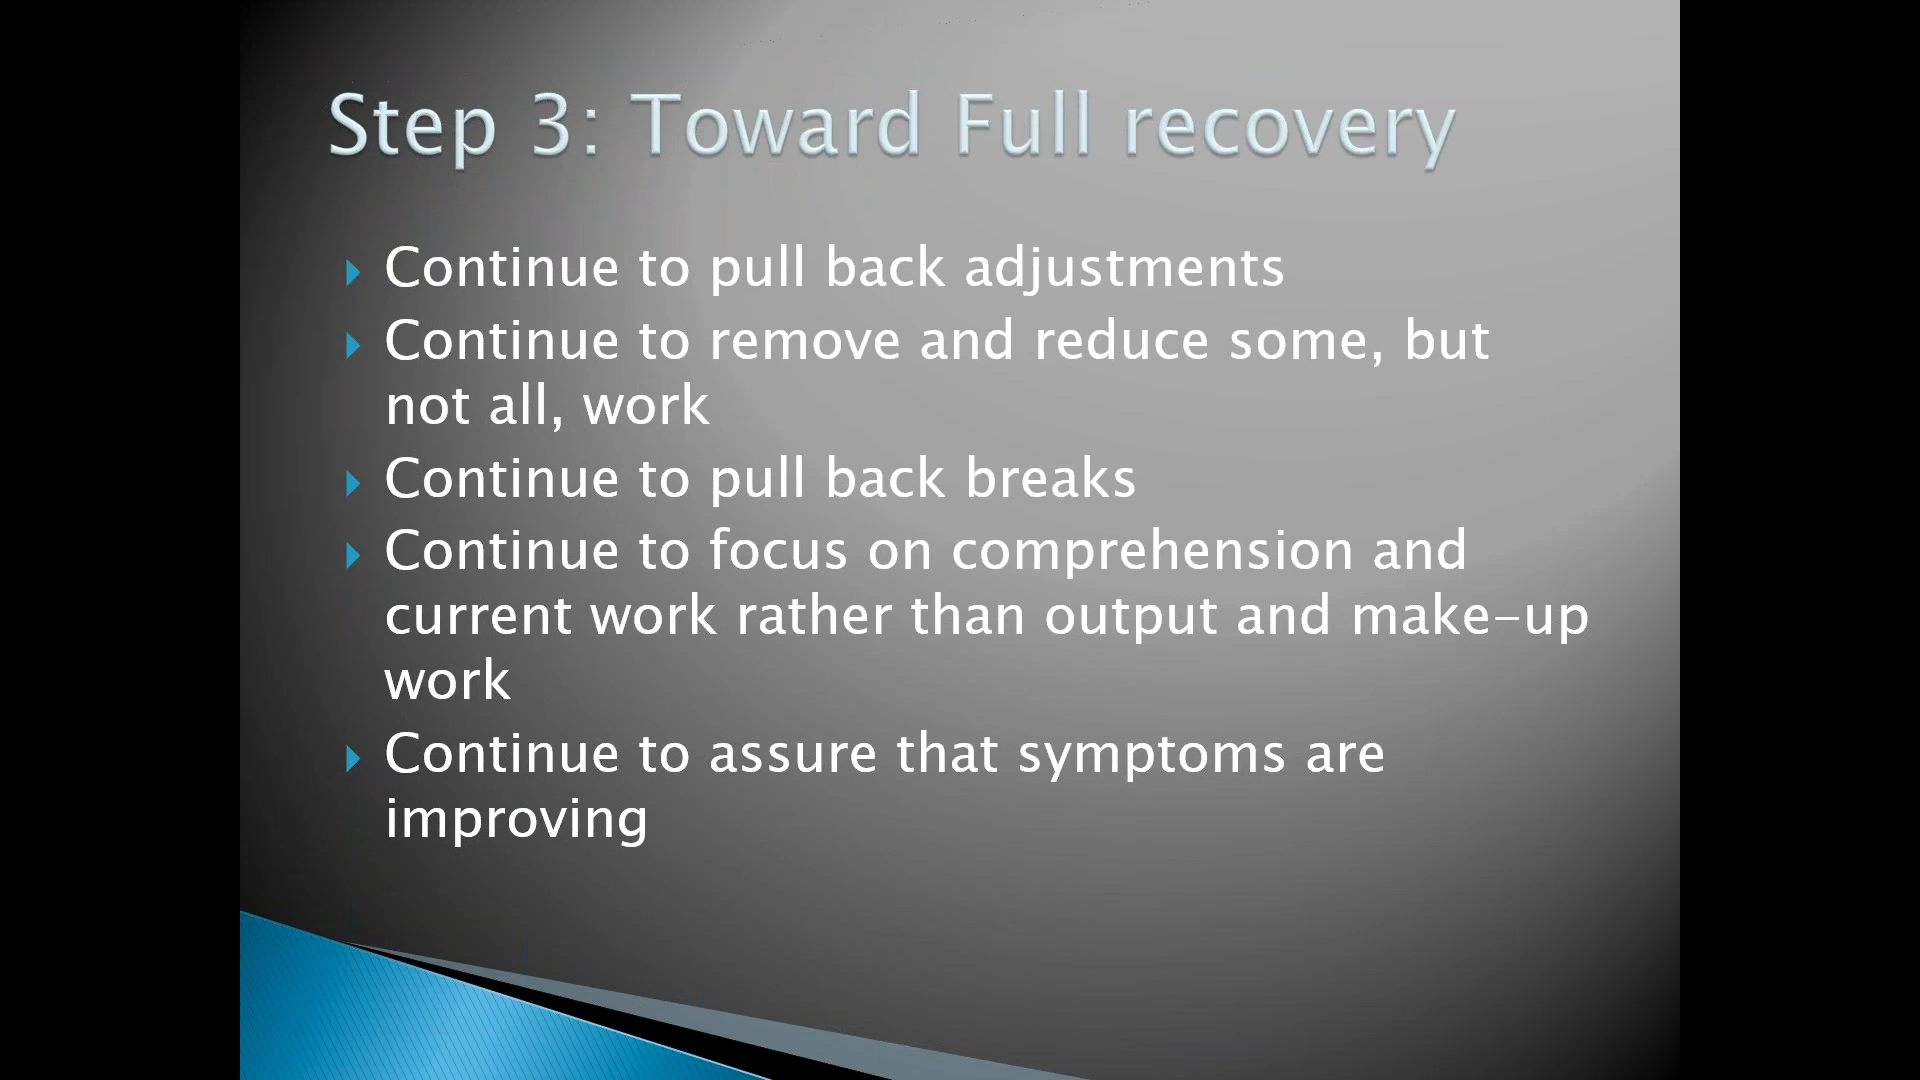 Step 3: Toward Full recovery
Continue to pull back adjustments
Continue to remove and reduce some, but
not all, work
Continue to pull back breaks
Continue to focus on comprehension and
current work rather than output and make-up
work
Continue to assure that symptoms are
improving